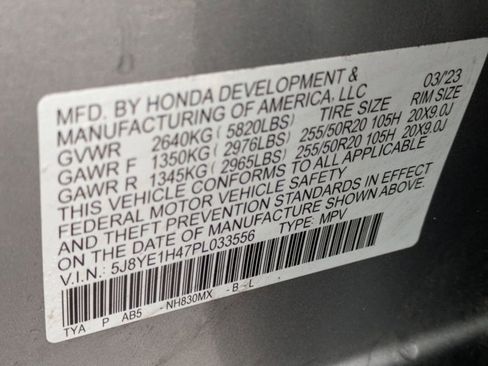 MFD. BY HONDA DEVELOPMENT & 03/'23
MANUFACTURING OF AMERICA, LLC
GVWR 2640KG (5820LBS) TIRE SIZE RIM SIZE
GAWR F 1350KG (2976LBS) 255/50R20 105H 20X9.0J
GAWR R 1345KG (2965LBS) 255/50R20 105H 20X9.0J
THIS VEHICLE CONFORMS TO ALL APPLICABLE
FEDERAL MOTOR VEHICLE SAFETY
AND THEFT PREVENTION STANDARDS IN EFFECT
ON THE DATE OF MANUFACTURE SHOWN ABOVE.
V.I.N.: 5J8YE1H47PL033556 TYPE: MPV
TYA P AB5 -NH830MX -B-L